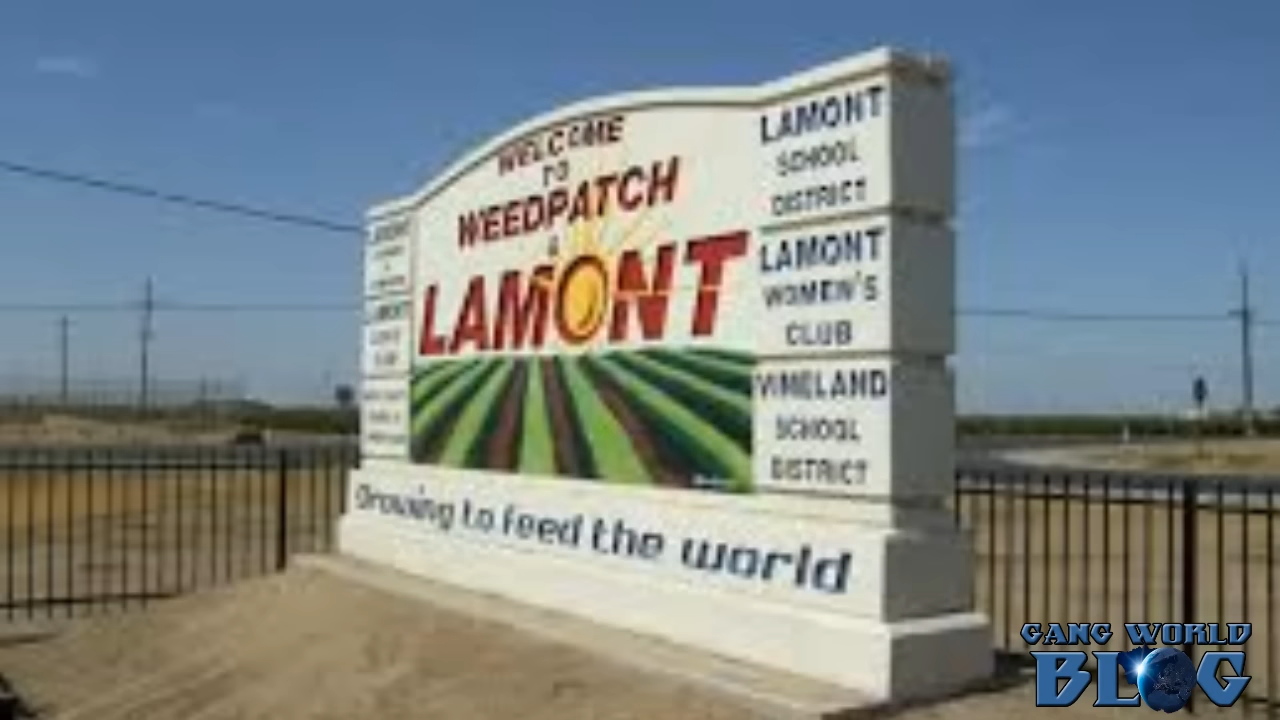 WELCOME
TO
WEEDPATCH
&
LAMONT
LAMONT
SCHOOL
DISTRICT
LAMONT
WOMEN'S
CLUB
VINELAND
SCHOOL
DISTRICT
Growing to feed the world
GANG WORLD
BLOG